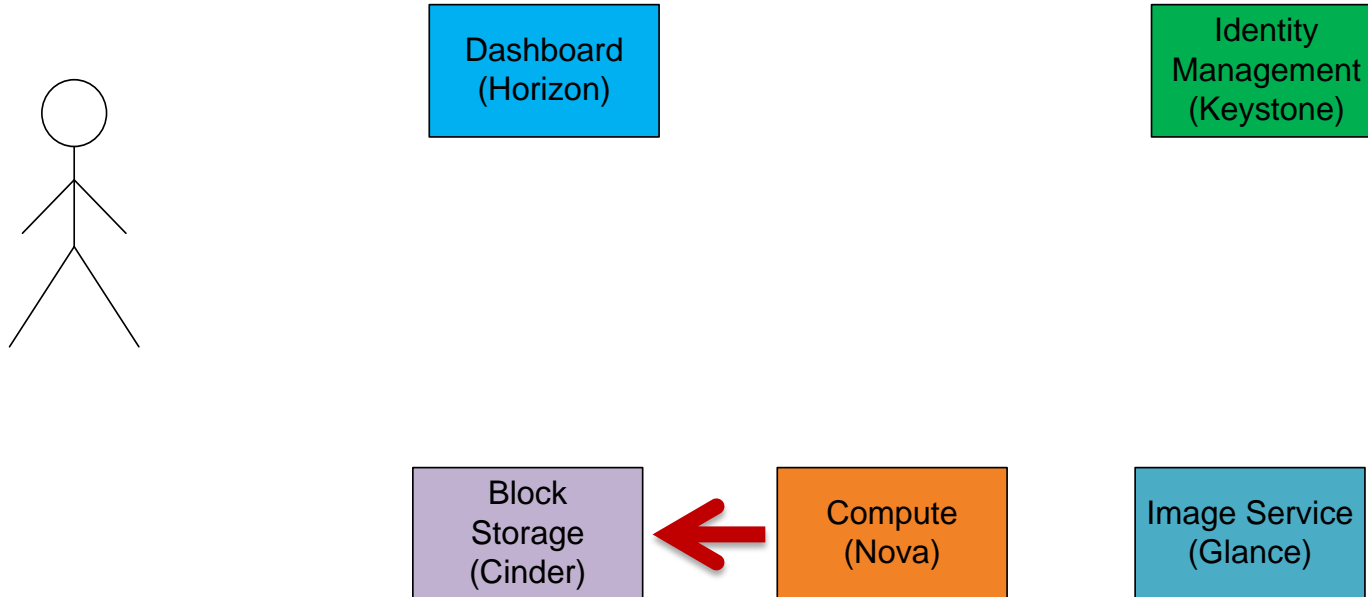 Dashboard
(Horizon)
Identity
Management
(Keystone)
Block
Storage
(Cinder)
Compute
(Nova)
Image Service
(Glance)